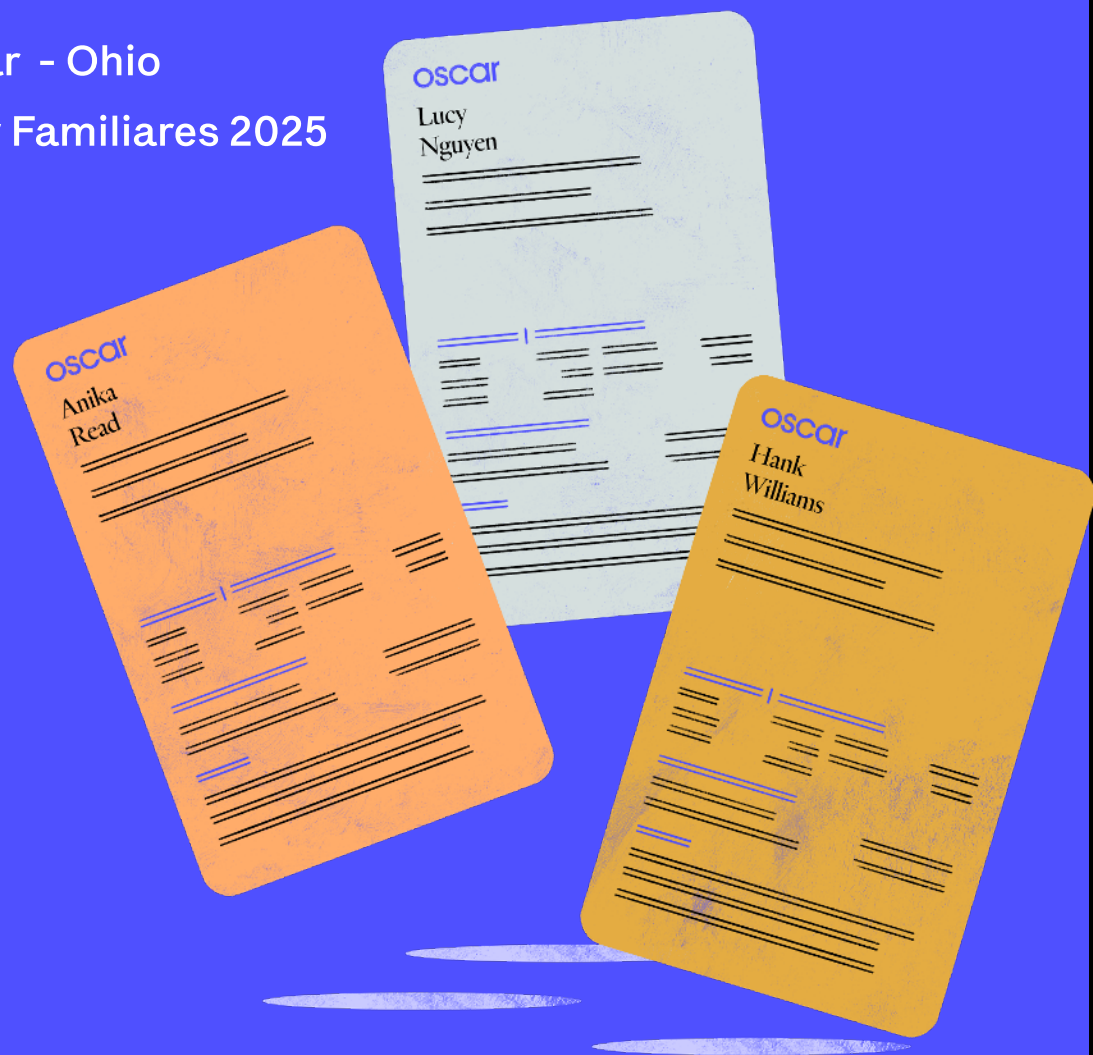 - Ohio
Familiares 2025
oscar
Lucy
Nguyen
oscar
Anika
Read
oscar
Hank
Williams